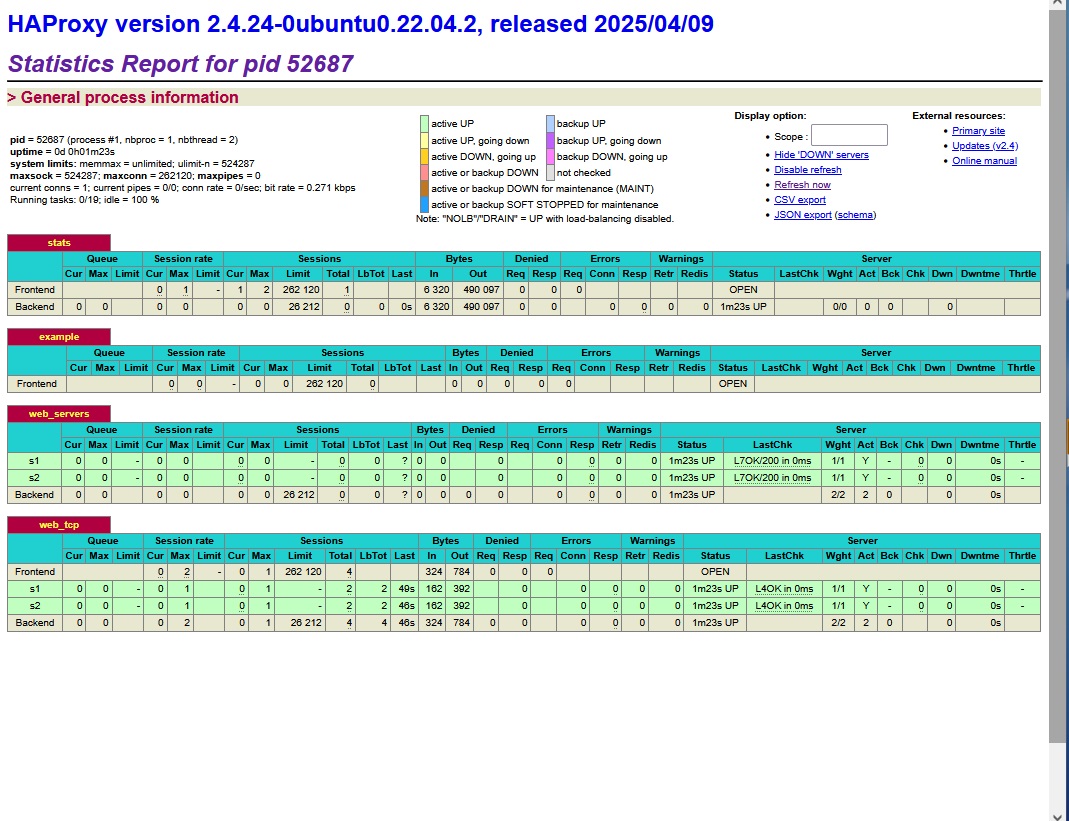 HAProxy version 2.4.24-0ubuntu0.22.04.2, released 2025/04/09
Statistics Report for pid 52687
> General process information
pid = 52687 (process #1, nbproc = 1, nbthread = 2)
uptime = 0d 0h01m23s
system limits: memmax = unlimited; ulimit-n = 524287
maxsock = 524287; maxconn = 262120; maxpipes = 0
current conns = 1; current pipes = 0/0; conn rate = 0/sec; bit rate = 0.271 kbps
Running tasks: 0/19; idle = 100 %
active UP backup UP
active UP, going down backup UP, going down
active DOWN, going up backup DOWN, going up
active or backup DOWN not checked
active or backup DOWN for maintenance (MAINT)
active or backup SOFT STOPPED for maintenance
Note: "NOLB"/"DRAIN" = UP with load-balancing disabled.
Display option:
Scope :
Hide 'DOWN' servers
Disable refresh
Refresh now
CSV export
JSON export (schema)
External resources:
Primary site
Updates (v2.4)
Online manual
stats
Queue Session rate Sessions Bytes Denied Errors Warnings Server
Cur Max Limit Cur Max Limit Cur Max Limit Total LbTot Last In Out Req Resp Req Conn Resp Retr Redis Status LastChk Wght Act Bck Chk Dwn Dwntme Thrtle
Frontend 0 1 - 1 2 262 120 1 6 320 490 097 0 0 0 OPEN
Backend 0 0 0 0 0 0 26 212 0 0 0s 6 320 490 097 0 0 0 0 0 0 1m23s UP 0/0 0 0 0
example
Queue Session rate Sessions Bytes Denied Errors Warnings Server
Cur Max Limit Cur Max Limit Cur Max Limit Total LbTot Last In Out Req Resp Req Conn Resp Retr Redis Status LastChk Wght Act Bck Chk Dwn Dwntme Thrtle
Frontend 0 0 - 0 0 262 120 0 0 0 0 0 0 OPEN
web_servers
Queue Session rate Sessions Bytes Denied Errors Warnings Server
Cur Max Limit Cur Max Limit Cur Max Limit Total LbTot Last In Out Req Resp Req Conn Resp Retr Redis Status LastChk Wght Act Bck Chk Dwn Dwntme Thrtle
s1 0 0 - 0 0 0 0 - 0 0 ? 0 0 0 0 0 0 0 1m23s UP L7OK/200 in 0ms 1/1 Y - 0 0 0s -
s2 0 0 - 0 0 0 0 - 0 0 ? 0 0 0 0 0 0 0 1m23s UP L7OK/200 in 0ms 1/1 Y - 0 0 0s -
Backend 0 0 0 0 0 0 26 212 0 0 ? 0 0 0 0 0 0 0 0 1m23s UP 2/2 2 0 0 0s
web_tcp
Queue Session rate Sessions Bytes Denied Errors Warnings Server
Cur Max Limit Cur Max Limit Cur Max Limit Total LbTot Last In Out Req Resp Req Conn Resp Retr Redis Status LastChk Wght Act Bck Chk Dwn Dwntme Thrtle
Frontend 0 2 - 0 1 262 120 4 324 784 0 0 0 OPEN
s1 0 0 - 0 1 0 1 - 2 2 49s 162 392 0 0 0 0 0 1m23s UP L4OK in 0ms 1/1 Y - 0 0 0s -
s2 0 0 - 0 1 0 1 - 2 2 46s 162 392 0 0 0 0 0 1m23s UP L4OK in 0ms 1/1 Y - 0 0 0s -
Backend 0 0 0 2 0 1 26 212 4 4 46s 324 784 0 0 0 0 0 0 1m23s UP 2/2 2 0 0 0s